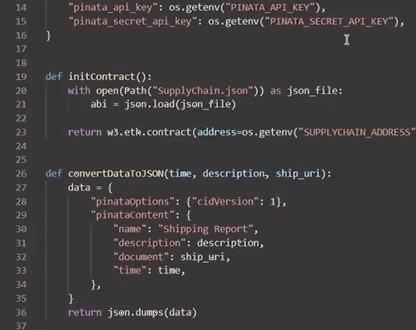 14 "pinata_api_key": os.getenv("PINATA_API_KEY"),
15 "pinata_secret_api_key": os.getenv("PINATA_SECRET_API_KEY"),
16 }
17
18
19 def initContract():
20 with open(Path("SupplyChain.json")) as json_file:
21 abi = json.load(json_file)
22
23 return w3.eth.contract(address=os.getenv("SUPPLYCHAIN_ADDRESS"
24
25
26 def convertDataToJSON(time, description, ship_uri):
27 data = {
28 "pinataOptions": {"cidVersion": 1},
29 "pinataContent": {
30 "name": "Shipping Report",
31 "description": description,
32 "document": ship_uri,
33 "time": time,
34 },
35 }
36 return json.dumps(data)
37